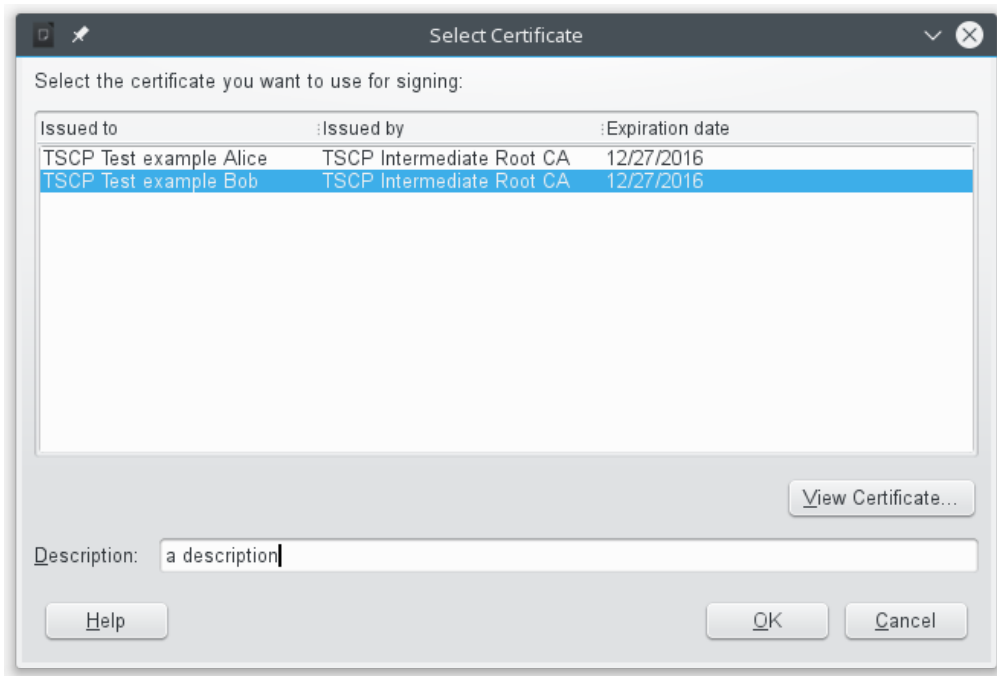 Select Certificate
Select the certificate you want to use for signing:
Issued to Issued by Expiration date
TSCP Test example Alice TSCP Intermediate Root CA 12/27/2016
TSCP Test example Bob TSCP Intermediate Root CA 12/27/2016
View Certificate...
Description: a description
Help OK Cancel